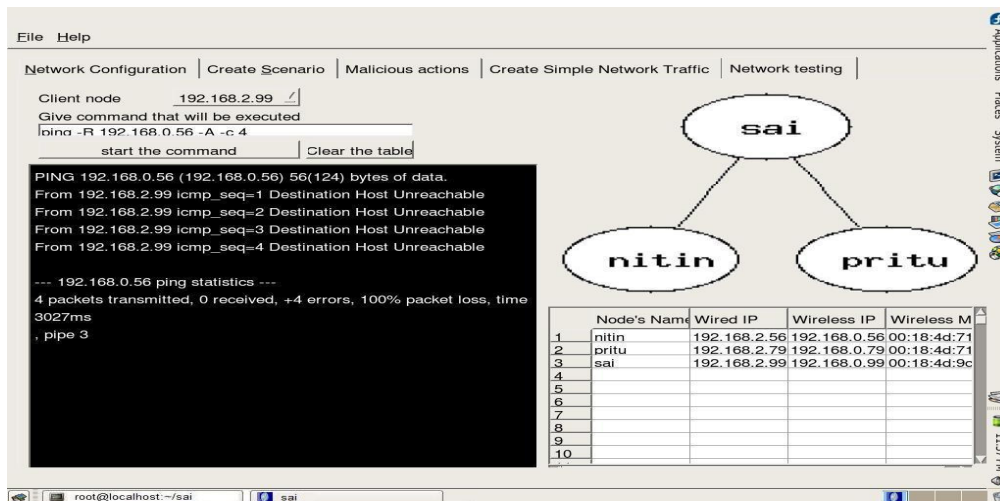 File Help
Network Configuration Create Scenario Malicious actions Create Simple Network Traffic Network testing
Client node 192.168.2.99
Give command that will be executed
ping -R 192.168.0.56 -A -c 4
start the command Clear the table
PING 192.168.0.56 (192.168.0.56) 56(124) bytes of data.
From 192.168.2.99 icmp_seq=1 Destination Host Unreachable
From 192.168.2.99 icmp_seq=2 Destination Host Unreachable
From 192.168.2.99 icmp_seq=3 Destination Host Unreachable
From 192.168.2.99 icmp_seq=4 Destination Host Unreachable
--- 192.168.0.56 ping statistics ---
4 packets transmitted, 0 received, +4 errors, 100% packet loss, time
3027ms
, pipe 3
sai
nitin pritu
Node's Name Wired IP Wireless IP Wireless M
1 nitin 192.168.2.56 192.168.0.56 00:18:4d:71
2 pritu 192.168.2.79 192.168.0.79 00:18:4d:71
3 sai 192.168.2.99 192.168.0.99 00:18:4d:9c
4
5
6
7
8
9
10
Applications Places System
root@localhost:~/sai sai